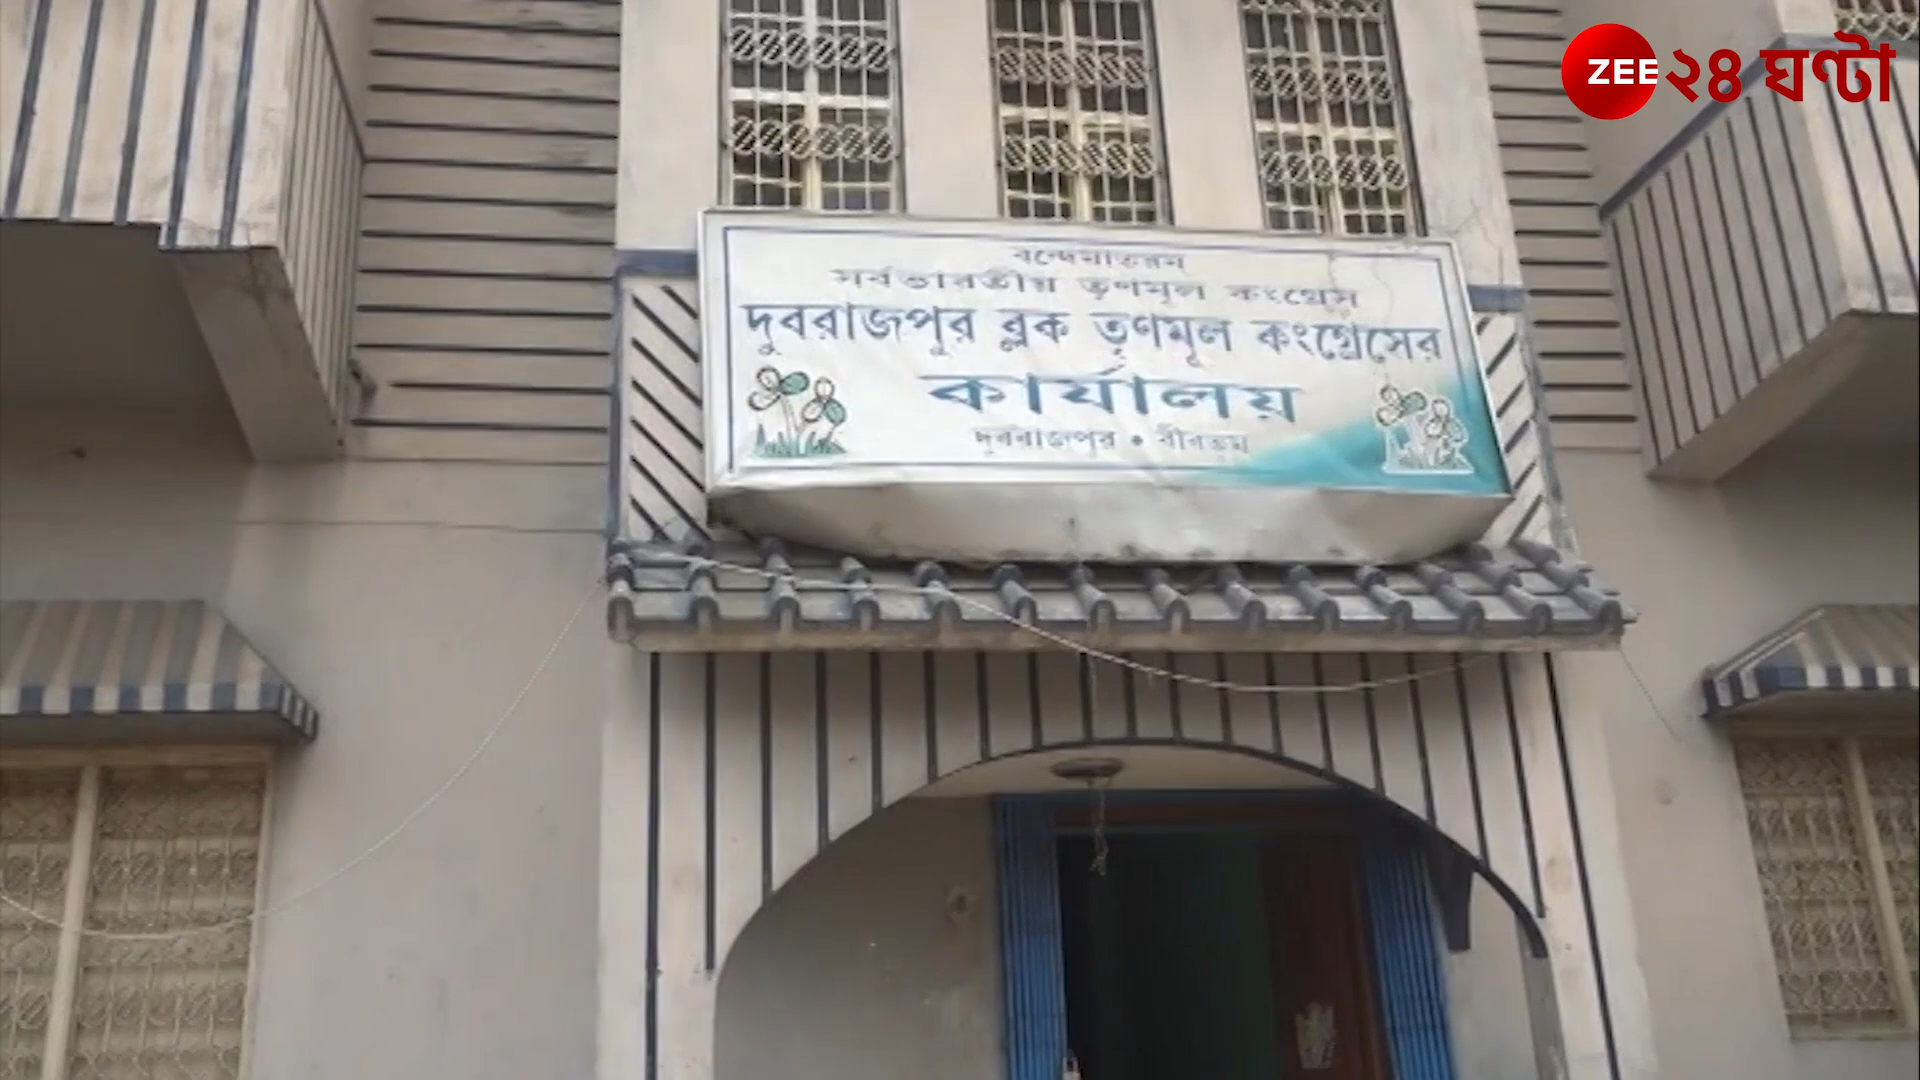 ZEE ২৪ ঘণ্টা
বন্দেমাতরম্
সর্বভারতীয় তৃণমূল কংগ্রেস
দুবরাজপুর ব্লক তৃণমূল কংগ্রেসের
কার্যালয়
দুবরাজপুর • বীরভূম